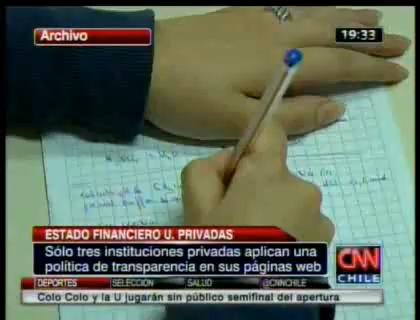 Archivo
19:33
ESTADO FINANCIERO U. PRIVADAS
Sólo tres instituciones privadas aplican una
política de transparencia en sus páginas web
CNN
CHILE
DEPORTES SELECCIÓN SALUD @CNNCHILE
Colo Colo y la U jugarán sin público semifinal del apertura